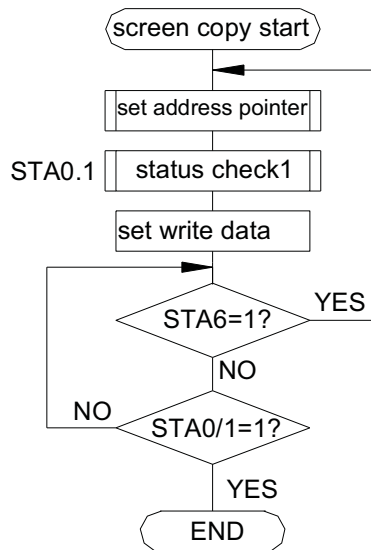 screen copy start
set address pointer
STA0.1
status check1
set write data
STA6=1?
YES
NO
NO
STA0/1=1?
YES
END